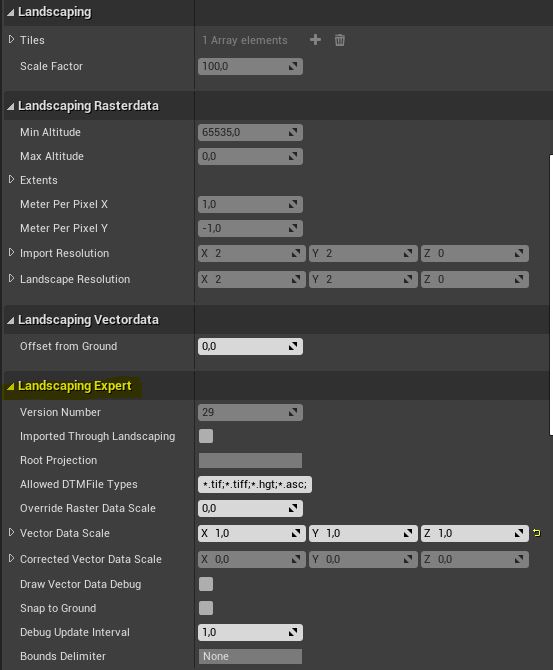 Landscaping
Tiles 1 Array elements
Scale Factor 100,0
Landscaping Rasterdata
Min Altitude 65535,0
Max Altitude 0,0
Extents
Meter Per Pixel X 1,0
Meter Per Pixel Y -1,0
Import Resolution X 2 Y 2 Z 0
Landscape Resolution X 2 Y 2 Z 0
Landscaping Vectordata
Offset from Ground 0,0
Landscaping Expert
Version Number 29
Imported Through Landscaping
Root Projection
Allowed DTMFile Types *.tif;*.tiff;*.hgt;*.asc;
Override Raster Data Scale 0,0
Vector Data Scale X 1,0 Y 1,0 Z 1,0
Corrected Vector Data Scale X 0,0 Y 0,0 Z 0,0
Draw Vector Data Debug
Snap to Ground
Debug Update Interval 1,0
Bounds Delimiter None